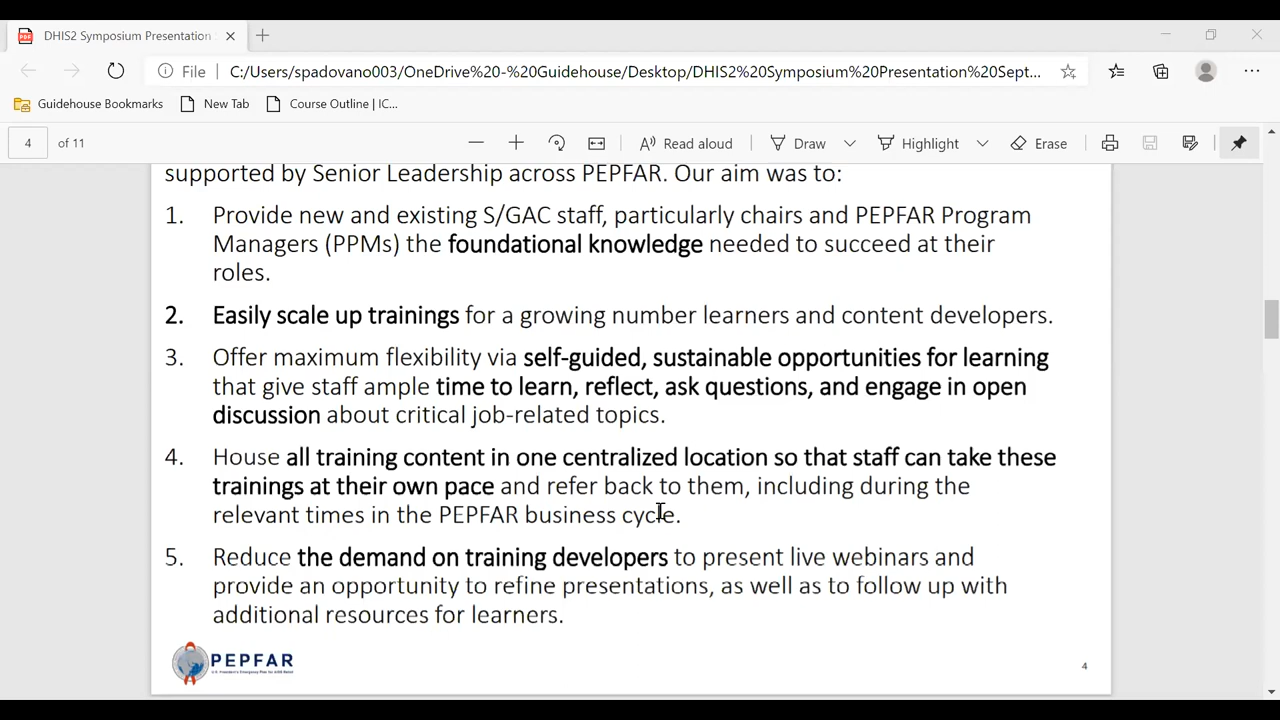 DHIS2 Symposium Presentation
File
C:/Users/spadovano003/OneDrive%20-%20Guidehouse/Desktop/DHIS2%20Symposium%20Presentation%20Sept...
Guidehouse Bookmarks
New Tab
Course Outline | IC...
4
of 11
Read aloud
Draw
Highlight
Erase
supported by Senior Leadership across PEPFAR. Our aim was to:
1. Provide new and existing S/GAC staff, particularly chairs and PEPFAR Program
Managers (PPMs) the foundational knowledge needed to succeed at their
roles.
2. Easily scale up trainings for a growing number learners and content developers.
3. Offer maximum flexibility via self-guided, sustainable opportunities for learning
that give staff ample time to learn, reflect, ask questions, and engage in open
discussion about critical job-related topics.
4. House all training content in one centralized location so that staff can take these
trainings at their own pace and refer back to them, including during the
relevant times in the PEPFAR business cycle.
5. Reduce the demand on training developers to present live webinars and
provide an opportunity to refine presentations, as well as to follow up with
additional resources for learners.
PEPFAR
U.S. President's Emergency Plan for AIDS Relief
4